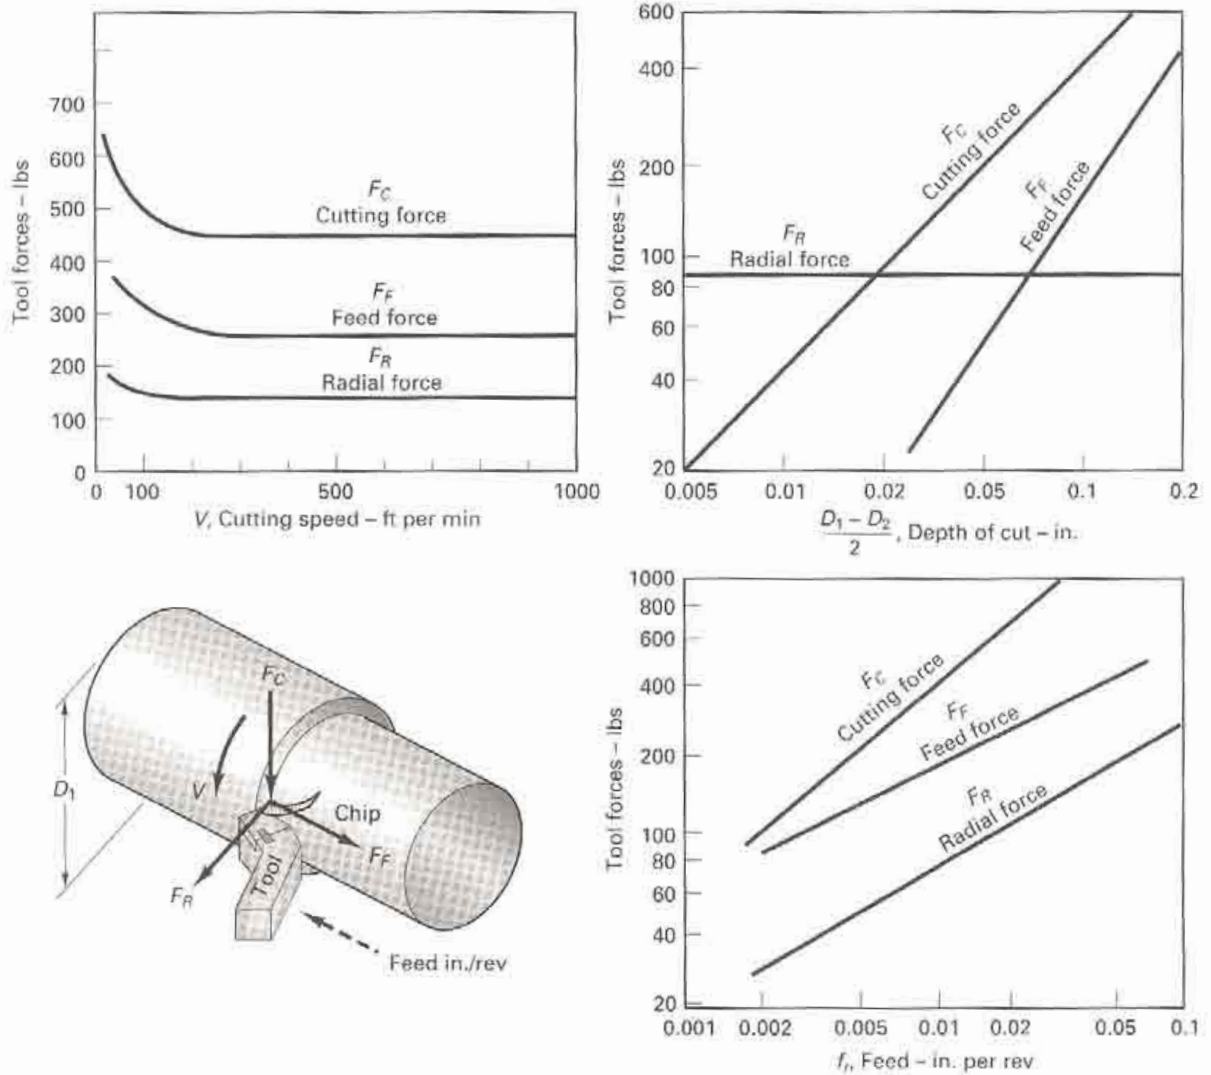 Tool forces – lbs
700
600
500
400
300
200
100
0
F_C
Cutting force
F_F
Feed force
F_R
Radial force
0 100 500 1000
V, Cutting speed – ft per min
Tool forces – lbs
600
400
200
100
80
60
40
20
F_C
Cutting force
F_F
Feed force
F_R
Radial force
0.005 0.01 0.02 0.05 0.1 0.2
D_1 – D_2
2
, Depth of cut – in.
D_1
F_C
V
Chip
F_F
F_R
Tool
Feed in./rev
Tool forces – lbs
1000
800
600
400
200
100
80
60
40
20
F_C
Cutting force
F_F
Feed force
F_R
Radial force
0.001 0.002 0.005 0.01 0.02 0.05 0.1
f_r, Feed – in. per rev